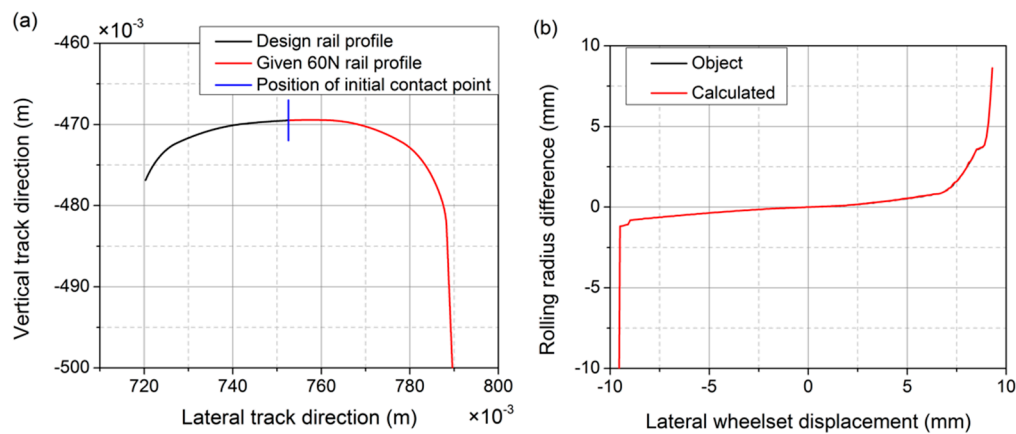 (a)
×10⁻³
-460
-470
-480
-490
-500
Vertical track direction (m)
Design rail profile
Given 60N rail profile
Position of initial contact point
720
740
760
780
800
Lateral track direction (m)
×10⁻³
(b)
10
5
0
-5
-10
Rolling radius difference (mm)
Object
Calculated
-10
-5
0
5
10
Lateral wheelset displacement (mm)